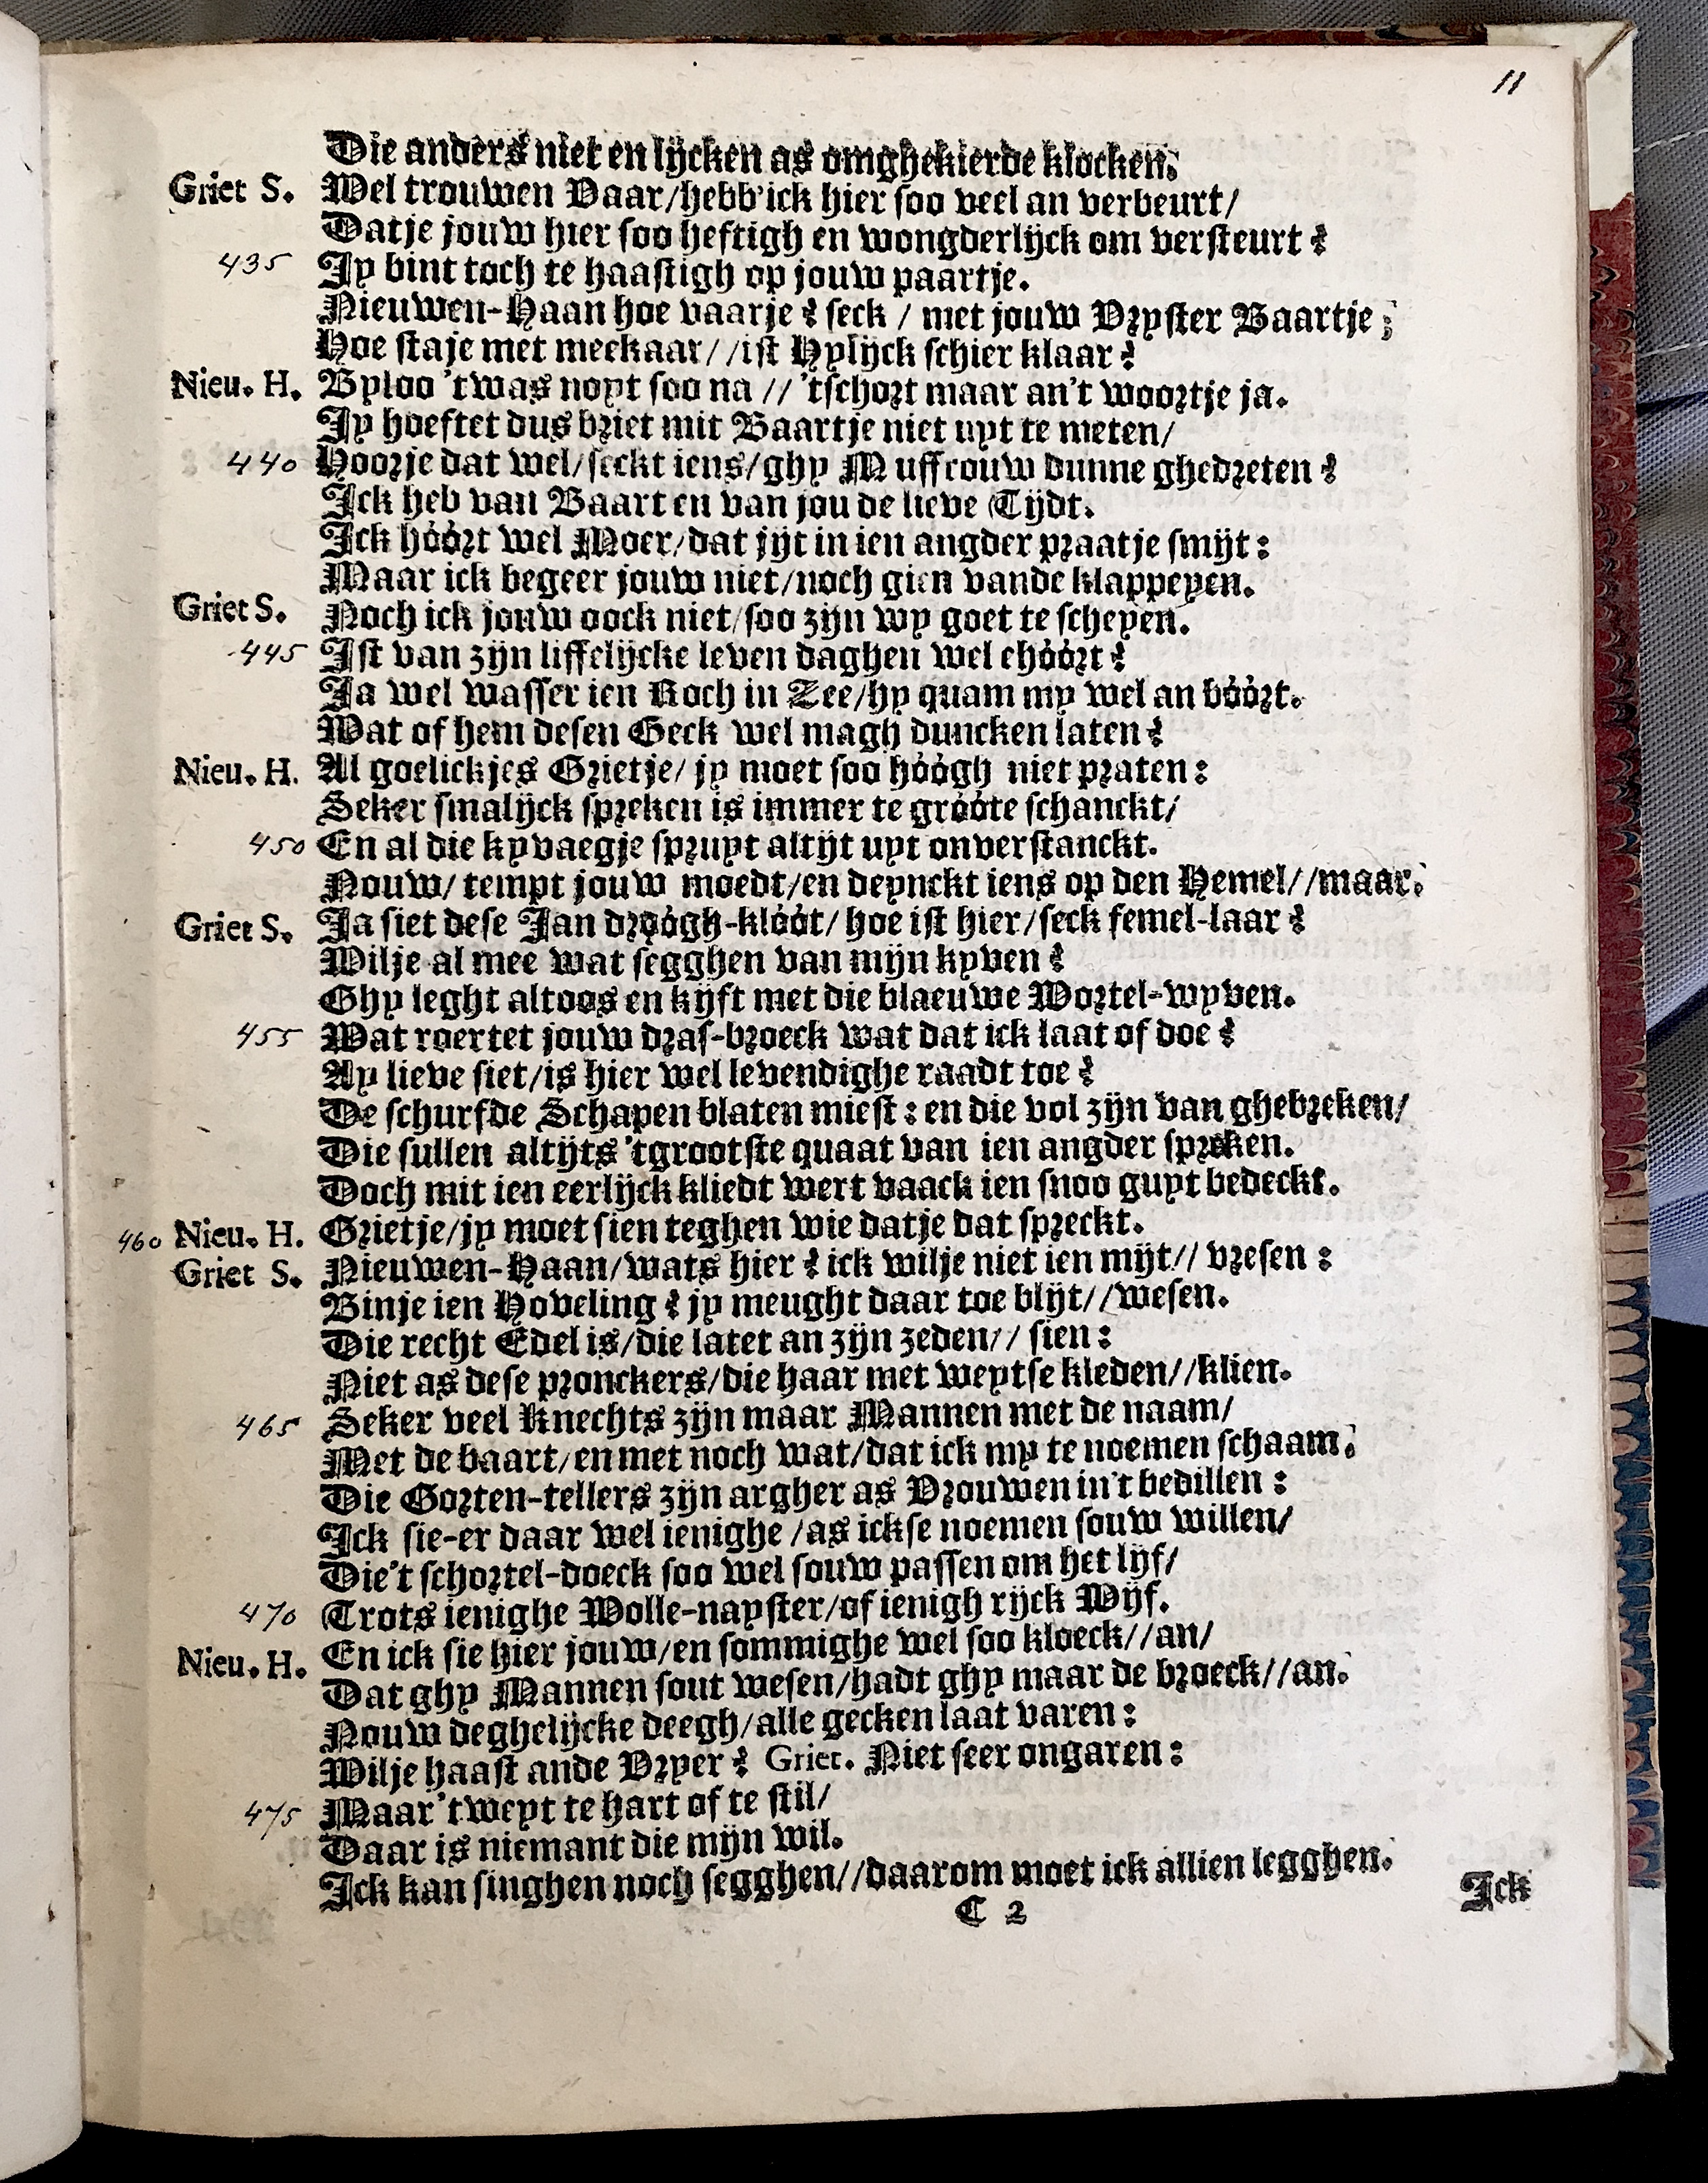 11
Die anders niet en lijcken as omghekierde klocken.
Griet S. Wel trouwen Vaar/hebb'ick hier soo veel an verbeurt/
Datje jouw hier soo heftigh en wongderlijck om versteurt?
435 Jy bint toch te haastigh op jouw paartje.
Nieuwen-Haan hoe vaarje? seck / met jouw Vryster Baartje;
Hoe staje met meekaar//ist Hylijck schier klaar?
Nieu. H. Byloo 'twas noyt soo na // 'tschort maar an't woortje ja.
Jy hoeftet dus briet mit Baartje niet uyt te meten/
440 Hoorje dat wel/seckt iens/ghy Muffrouw dunne ghedreten?
Ick heb van Baart en van jou de lieve Tijdt.
Ick hóórt wel Moer/dat jijt in ien angder praatje smijt:
Maar ick begeer jouw niet/noch gien vande klappeyen.
Griet S. Noch ick jouw oock niet/soo zijn wy goet te scheyen.
445 Ist van zijn liffelijcke leven daghen wel ehóórt?
Ja wel wasser ien Roch in Zee/hy quam my wel an bóórt.
Wat of hem desen Geck wel magh duncken laten?
Nieu. H. Al goelickjes Grietje/ jy moet soo hóógh niet praten:
Seker smalijck spreken is immer te gróóte schanckt/
450 En al die kyvaegje spruyt altijt uyt onverstanckt.
Nouw/ tempt jouw moedt/en deynckt iens op den Hemel//maar.
Griet S. Ja siet dese Jan dróógh-klóót/ hoe ist hier/seck femel-laar?
Wilje al mee wat segghen van mijn kyven?
Ghy leght altoos en kijft met die blaeuwe Wortel-wyven.
455 Wat roertet jouw dras-broeck wat dat ick laat of doe?
Ay lieve siet/is hier wel levendighe raadt toe?
De schurfde Schapen blaten miest: en die vol zijn van ghebreken/
Die sullen altijts 'tgrootste quaat van ien angder spreken.
Doch mit ien eerlijck kliedt wert vaack ien snoo guyt bedeckt.
460 Nieu. H. Grietje/jy moet sien teghen wie datje dat spreckt.
Griet S. Nieuwen-Haan/wats hier? ick wilje niet ien mijt// vresen:
Binje ien Hoveling? jy meught daar toe blijt//wesen.
Die recht Edel is/die latet an zijn zeden// sien:
Niet as dese pronckers/die haar met weytse kleden//klien.
465 Seker veel Knechts zijn maar Mannen met de naam/
Met de baart/en met noch wat/dat ick my te noemen schaam.
Die Gorten-tellers zijn argher as Vrouwen in't bedillen:
Ick sie-er daar wel ienighe /as ickse noemen souw willen/
Die't schortel-doeck soo wel souw passen om het lijf/
470 Trots ienighe Wolle-nayster/of ienigh rijck Wijf.
Nieu. H. En ick sie hier jouw/en sommighe wel soo kloeck//an/
Dat ghy Mannen sout wesen/hadt ghy maar de broeck//an.
Nouw deghelijcke deegh/alle gecken laat varen:
Wilje haast ande Vryer? Griet. Niet seer ongaren:
475 Maar 'tweyt te hart of te stil/
Daar is niemant die mijn wil.
Ick kan singhen noch segghen//daarom moet ick allien legghen.
C 2 Ick